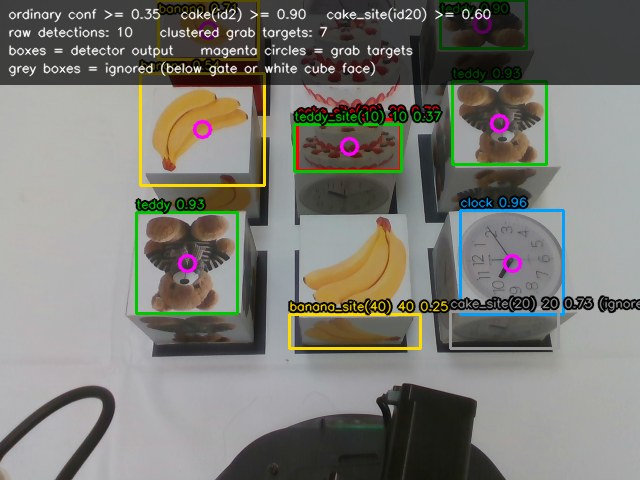 ordinary conf >= 0.35 cake(id2) >= 0.90 cake_site(id20) >= 0.60
raw detections: 10 clustered grab targets: 7
boxes = detector output magenta circles = grab targets
grey boxes = ignored (below gate or white cube face)
teddy 0.93
teddy_site(10) 10 0.37
teddy 0.93
clock 0.96
banana_site(40) 40 0.25
cake_site(20) 20 0.73 (ignore